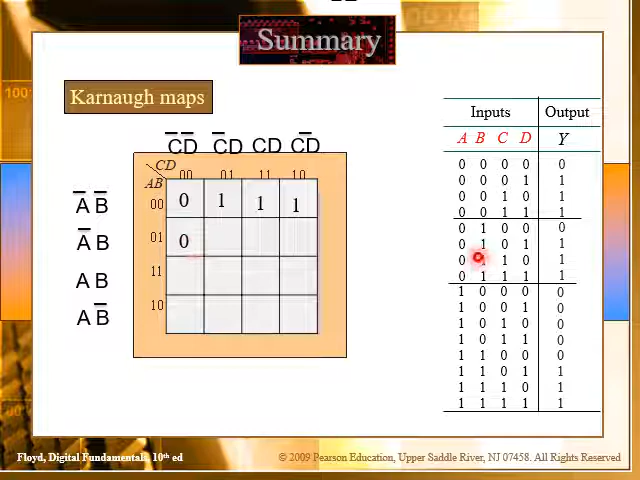 Summary
Karnaugh maps
C̅D̅ C̅D CD CD̅
CD
AB
00 01 11 10
A̅ B̅ 00 0 1 1 1
A̅ B 01 0
A B 11
A B̅ 10
Inputs Output
A B C D Y
0 0 0 0 0
0 0 0 1 1
0 0 1 0 1
0 0 1 1 1
0 1 0 0 0
0 1 0 1 1
0 1 0 1
0 1 1 1 1
1 0 0 0 0
1 0 0 1 0
1 0 1 0 0
1 0 1 1 0
1 1 0 0 0
1 1 0 1 1
1 1 1 0 1
1 1 1 1 1
Floyd, Digital Fundamentals, 10th ed
© 2009 Pearson Education, Upper Saddle River, NJ 07458. All Rights Reserved